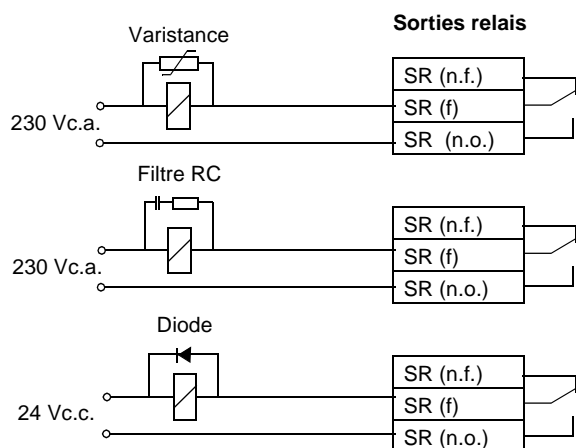 Sorties relais
Varistance
SR (n.f.)
SR (f)
SR (n.o.)
230 Vc.a.
Filtre RC
SR (n.f.)
SR (f)
SR (n.o.)
230 Vc.a.
Diode
SR (n.f.)
SR (f)
SR (n.o.)
24 Vc.c.